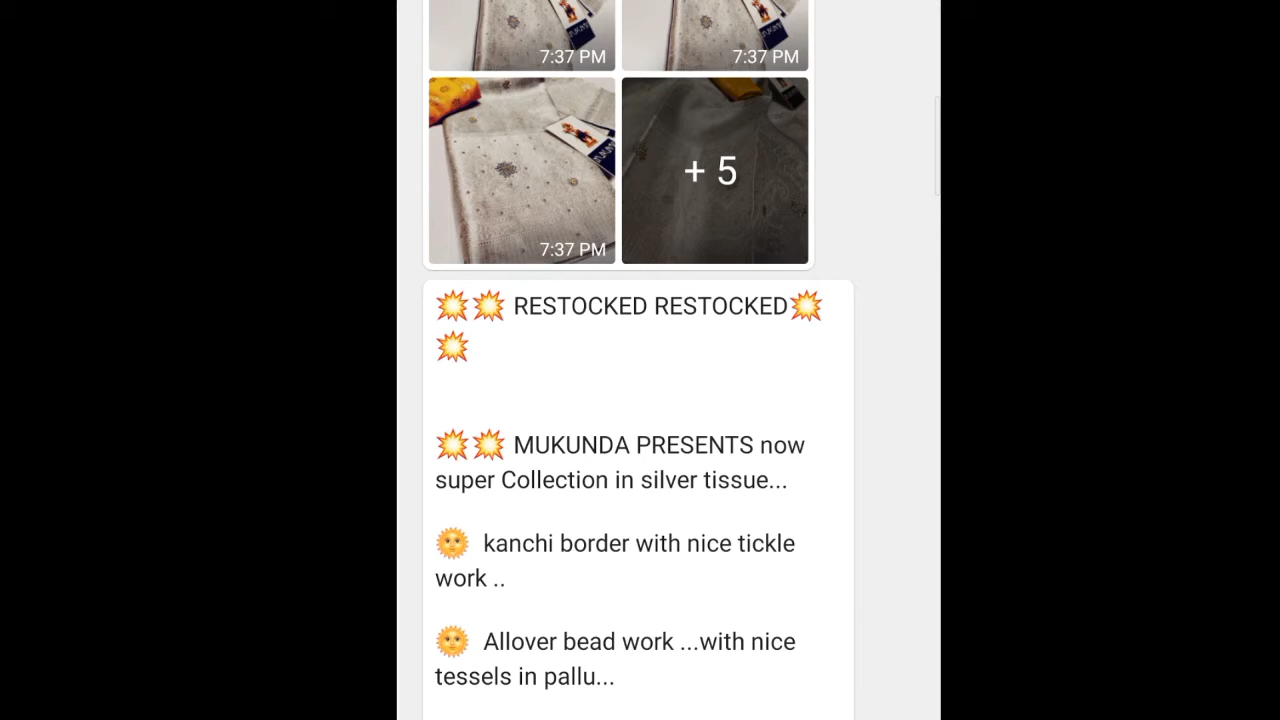 7:37 PM 7:37 PM
+ 5
7:37 PM
💥💥 RESTOCKED RESTOCKED💥
💥
💥💥 MUKUNDA PRESENTS now
super Collection in silver tissue...
🌞 kanchi border with nice tickle
work ..
🌞 Allover bead work ...with nice
tessels in pallu...